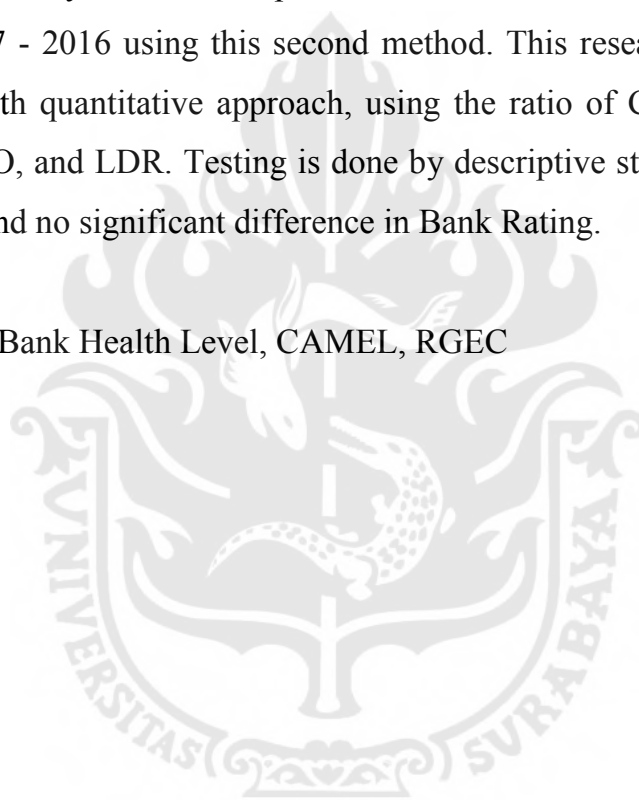 7 - 2016 using this second method. This resea
th quantitative approach, using the ratio of C
O, and LDR. Testing is done by descriptive st
nd no significant difference in Bank Rating.
Bank Health Level, CAMEL, RGEC
UNIVERSITAS SURABAYA